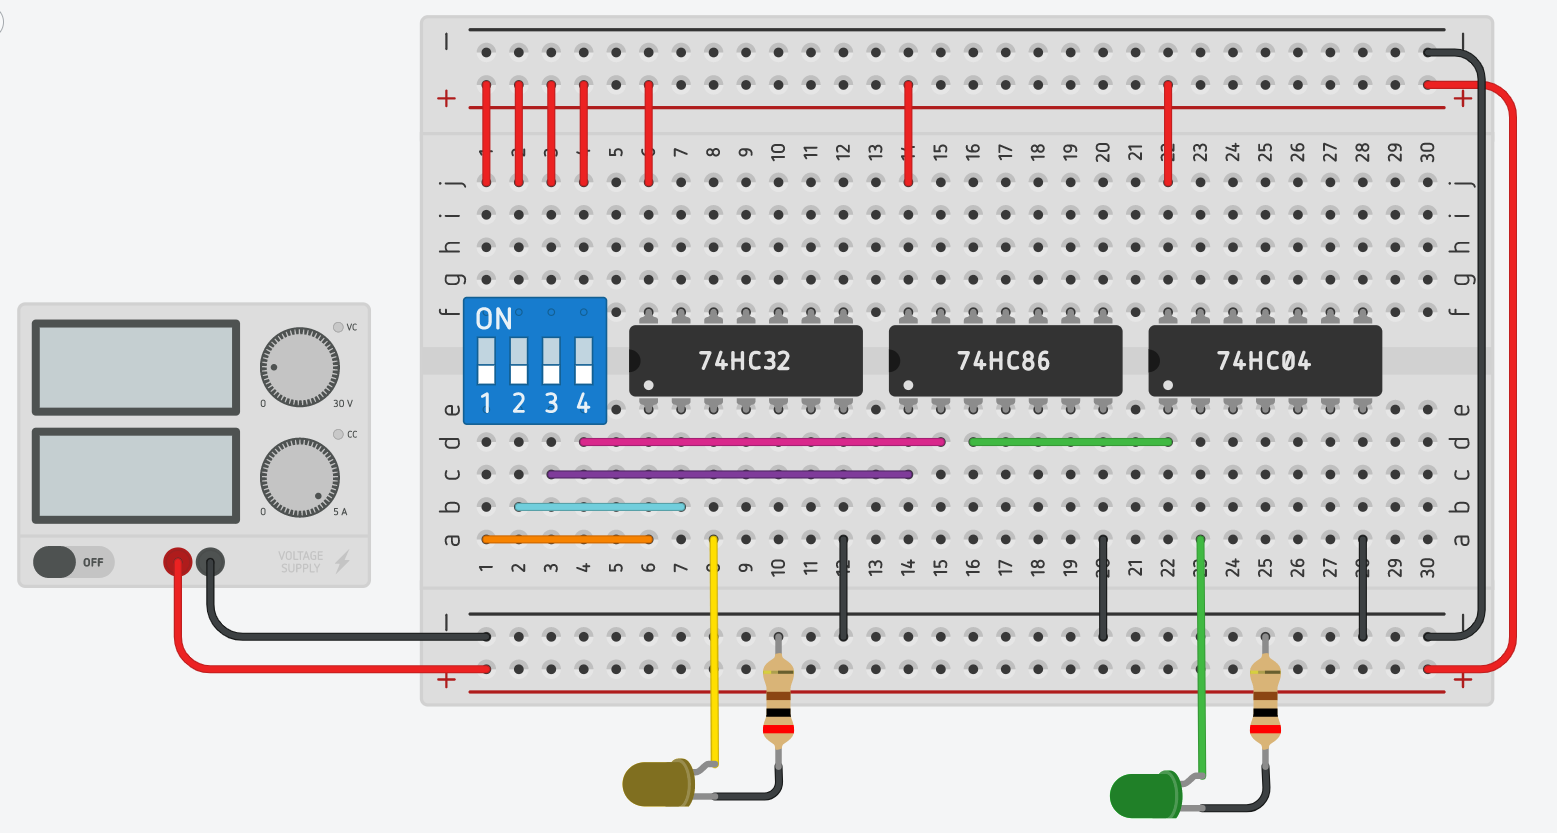 − −
+ +
1 2 3 4 5 6 7 8 9 10 11 12 13 14 15 16 17 18 19 20 21 22 23 24 25 26 27 28 29 30
j j
i i
h h
g g
f f
ON
1 2 3 4
74HC32
74HC86
74HC04
e e
d d
c c
b b
a a
1 2 3 4 5 6 7 8 9 10 11 12 13 14 15 16 17 18 19 20 21 22 23 24 25 26 27 28 29 30
− −
+ +
VC
0 30 V
CC
0 5 A
OFF
VOLTAGE
SUPPLY